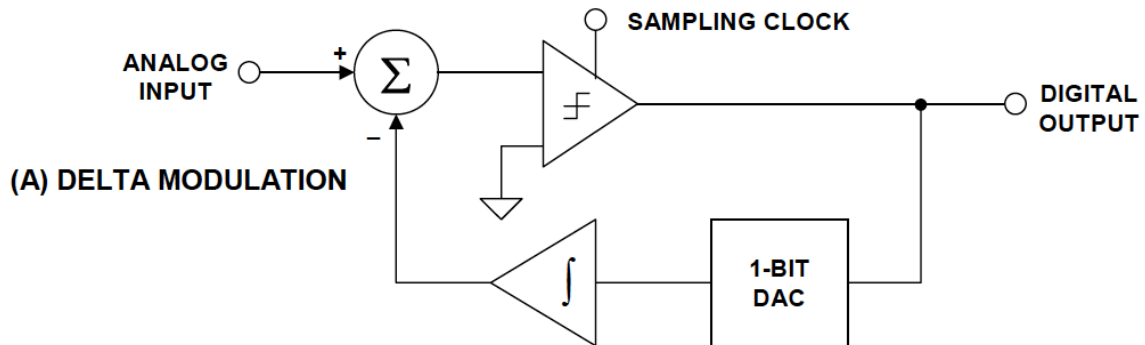 SAMPLING CLOCK
ANALOG
INPUT
+
Σ
DIGITAL
OUTPUT
−
(A) DELTA MODULATION
∫
1-BIT
DAC